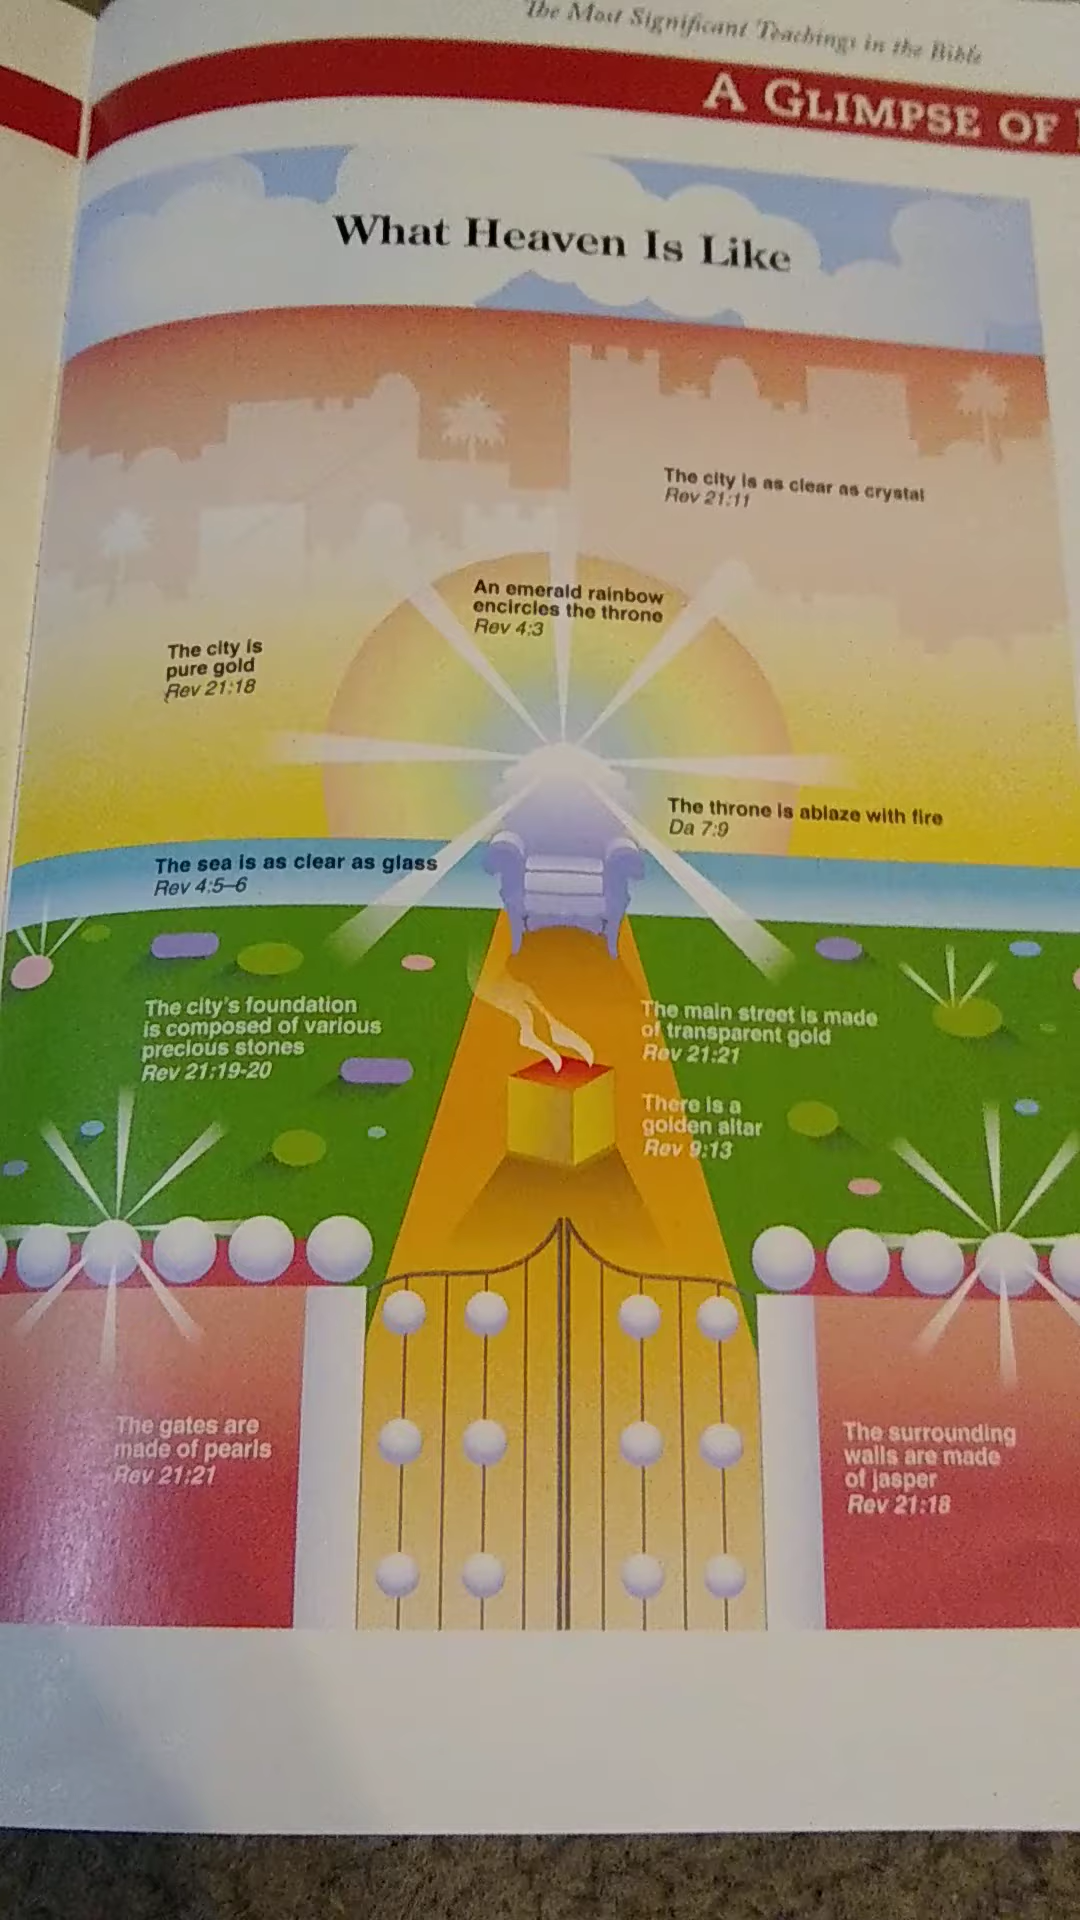 The Most Significant Teachings in the Bible
A GLIMPSE OF
What Heaven Is Like
The city is as clear as crystal
Rev 21:11
An emerald rainbow
encircles the throne
Rev 4:3
The city is
pure gold
Rev 21:18
The throne is ablaze with fire
Da 7:9
The sea is as clear as glass
Rev 4:5–6
The city's foundation
is composed of various
precious stones
Rev 21:19-20
The main street is made
of transparent gold
Rev 21:21
There is a
golden altar
Rev 9:13
The gates are
made of pearls
Rev 21:21
The surrounding
walls are made
of jasper
Rev 21:18